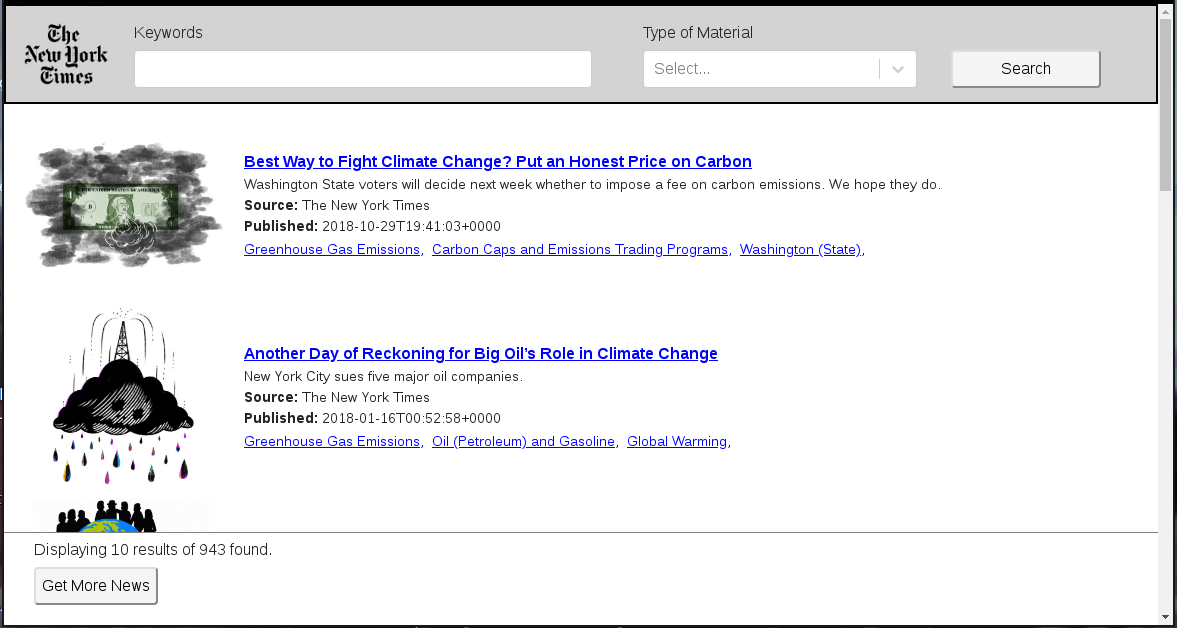 The
New York
Times
Keywords
Type of Material
Select...
Search
Best Way to Fight Climate Change? Put an Honest Price on Carbon
Washington State voters will decide next week whether to impose a fee on carbon emissions. We hope they do.
Source: The New York Times
Published: 2018-10-29T19:41:03+0000
Greenhouse Gas Emissions, Carbon Caps and Emissions Trading Programs, Washington (State),
Another Day of Reckoning for Big Oil’s Role in Climate Change
New York City sues five major oil companies.
Source: The New York Times
Published: 2018-01-16T00:52:58+0000
Greenhouse Gas Emissions, Oil (Petroleum) and Gasoline, Global Warming,
Displaying 10 results of 943 found.
Get More News